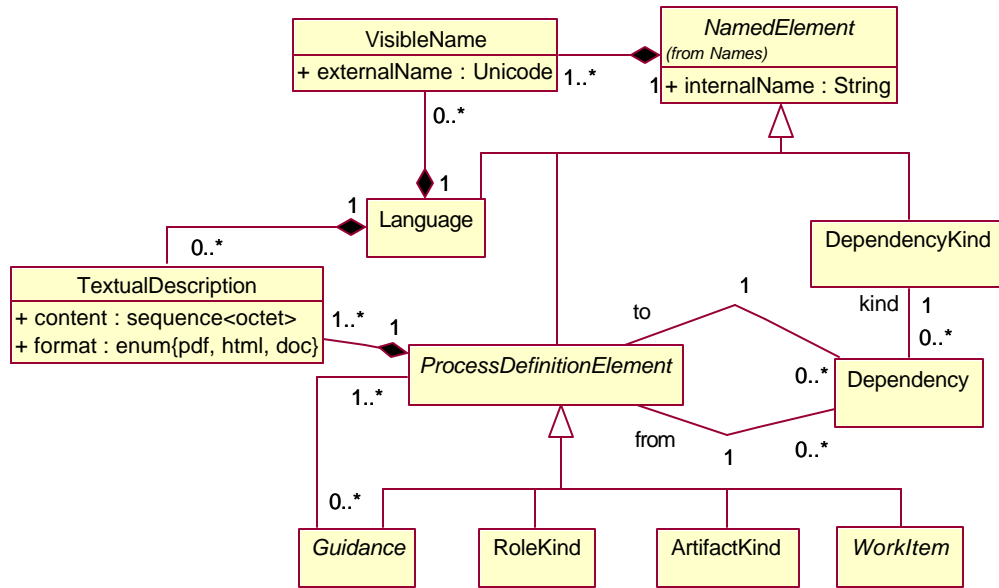 VisibleName
+ externalName : Unicode
NamedElement
(from Names)
+ internalName : String
1..*
1
0..*
1
Language
1
0..*
DependencyKind
TextualDescription
+ content : sequence<octet>
+ format : enum{pdf, html, doc}
1..*
1
to
1
kind
1
0..*
ProcessDefinitionElement
0..*
Dependency
1..*
from
1
0..*
0..*
Guidance
RoleKind
ArtifactKind
WorkItem